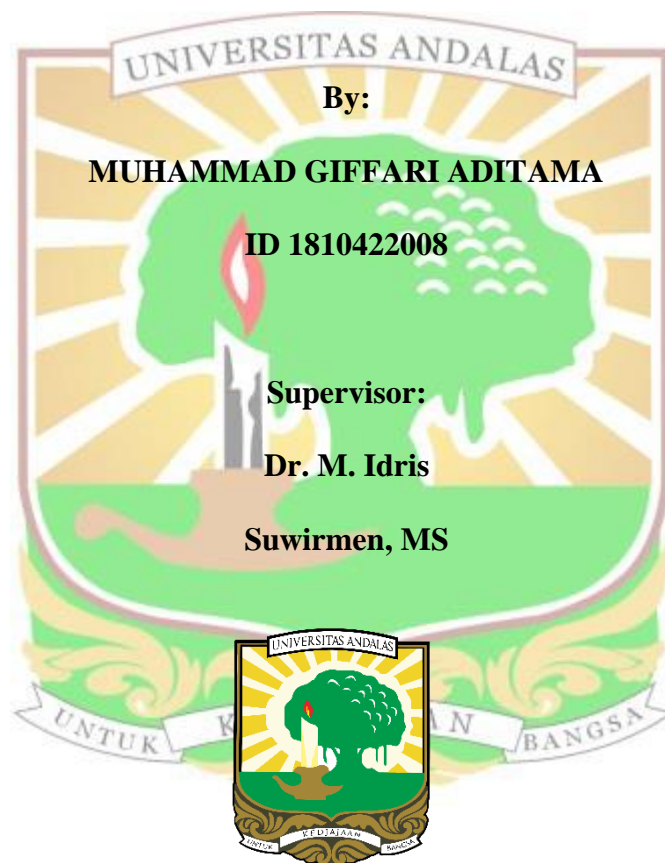 UNIVERSITAS ANDALAS
By:
MUHAMMAD GIFFARI ADITAMA
ID 1810422008
Supervisor:
Dr. M. Idris
Suwirmen, MS
UNIVERSITAS ANDALAS
UNTUK K AN BANGSA
UNTUK KEDJAJAAN BANGSA